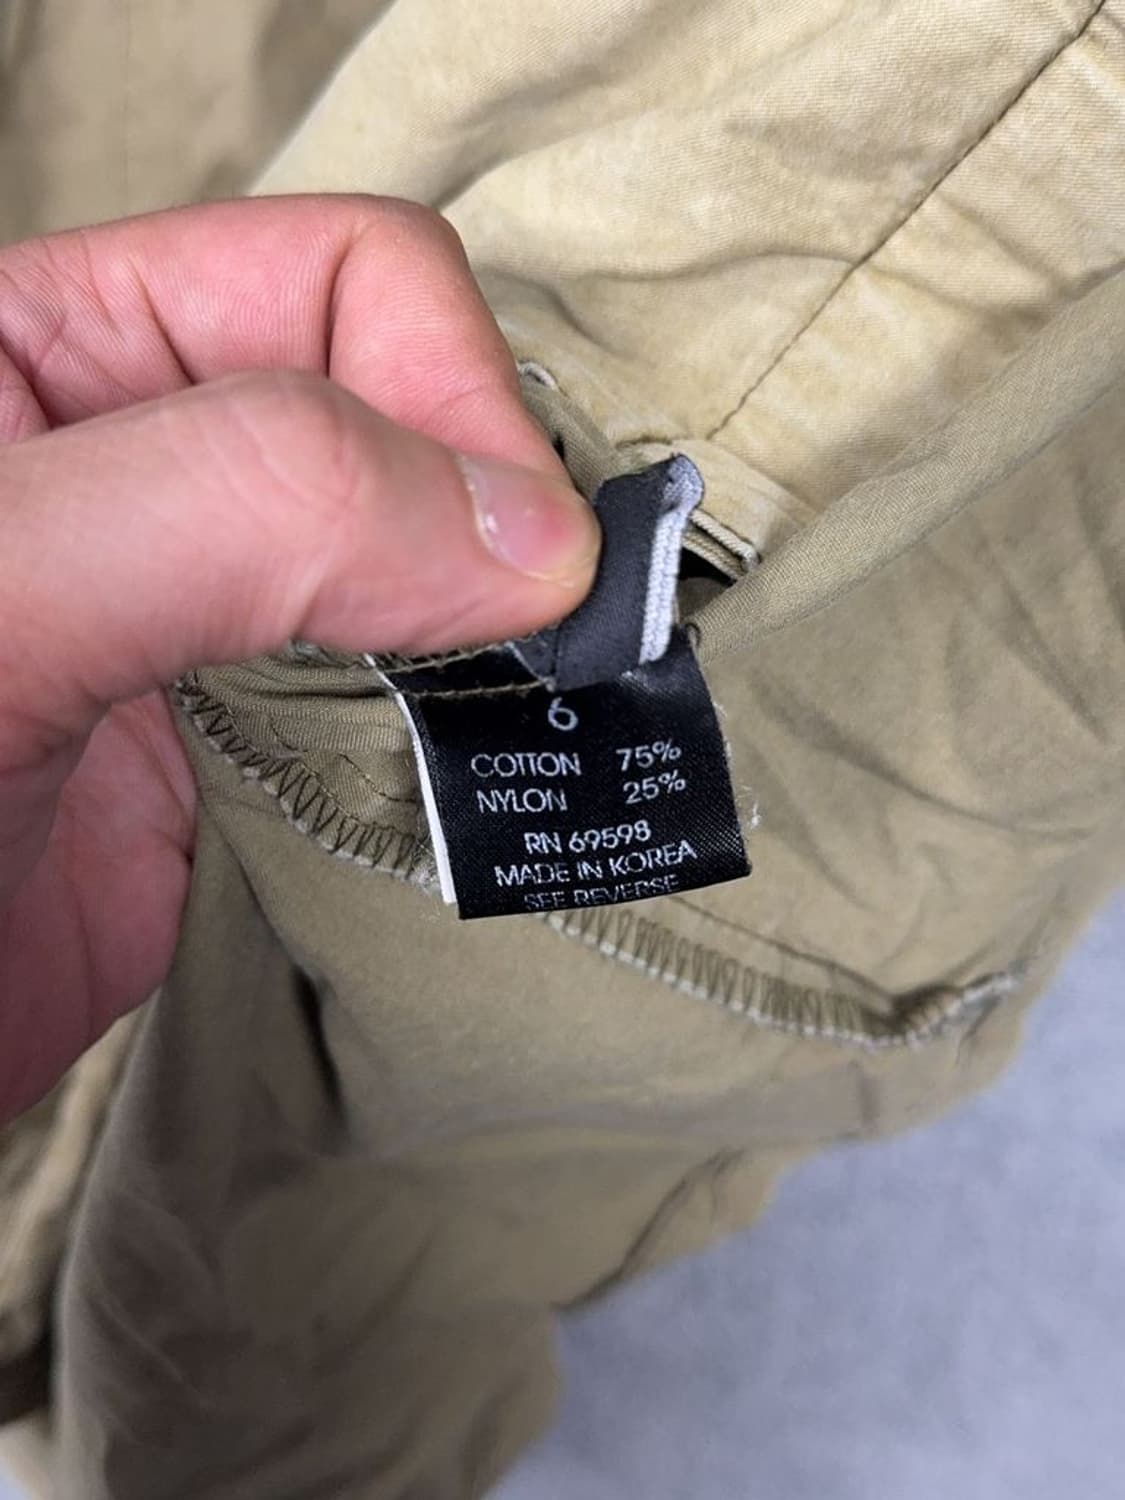 6
COTTON 75%
NYLON 25%
RN 69598
MADE IN KOREA
SEE REVERSE